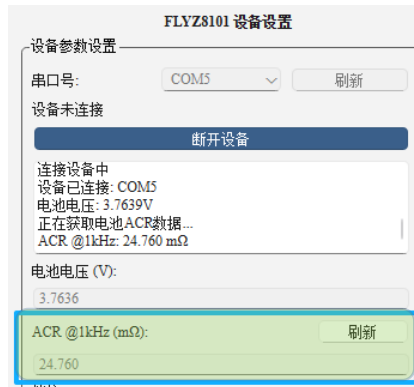 FLYZ8101 设备设置
设备参数设置
串口号: COM5 刷新
设备未连接
断开设备
连接设备中
设备已连接: COM5
电池电压: 3.7639V
正在获取电池ACR数据...
ACR @1kHz: 24.760 mΩ
电池电压 (V):
3.7636
ACR @1kHz (mΩ): 刷新
24.760